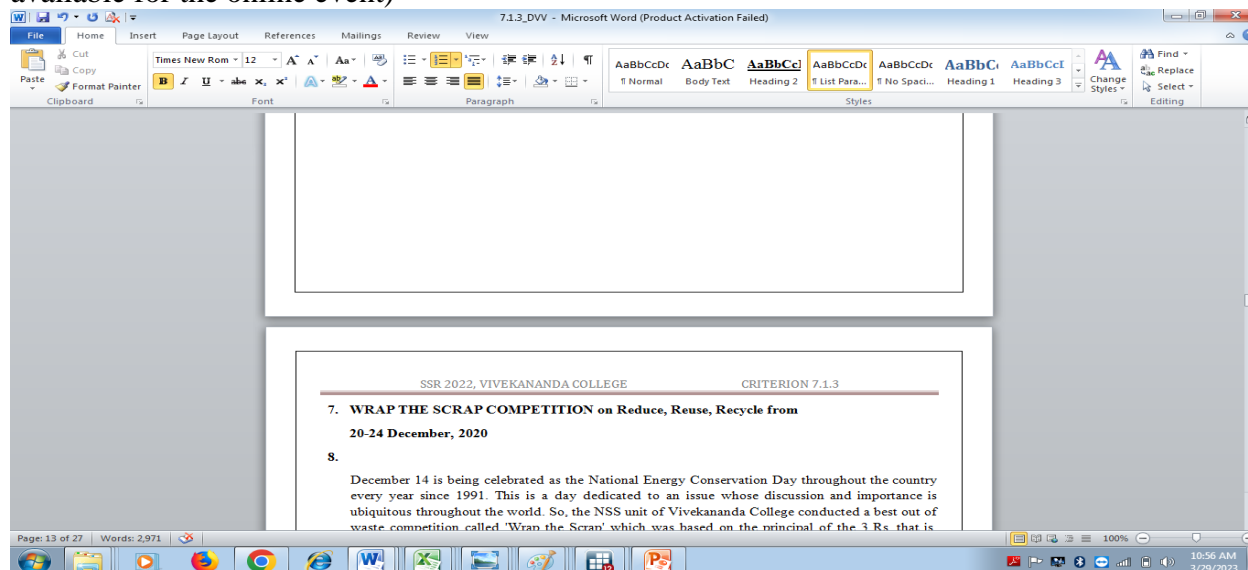 available for the online event)
7.1.3_DVV - Microsoft Word (Product Activation Failed)
File Home Insert Page Layout References Mailings Review View
Cut
Copy
Format Painter
Paste
Clipboard
Times New Rom 12
B I U abc x, x² Aa A
Font
Paragraph
AaBbCcDc AaBbC AaBbCcI AaBbCcDc AaBbCcDc AaBbC AaBbCcI
¶ Normal Body Text Heading 2 ¶ List Para... ¶ No Spaci... Heading 1 Heading 3
Change Styles
Styles
Find
Replace
Select
Editing
SSR 2022, VIVEKANANDA COLLEGE CRITERION 7.1.3
7. WRAP THE SCRAP COMPETITION on Reduce, Reuse, Recycle from
20-24 December, 2020
8.
December 14 is being celebrated as the National Energy Conservation Day throughout the country
every year since 1991. This is a day dedicated to an issue whose discussion and importance is
ubiquitous throughout the world. So, the NSS unit of Vivekananda College conducted a best out of
waste competition called 'Wrap the Scrap' which was based on the principal of the 3 Rs, that is,
Page: 13 of 27 Words: 2,971 100%
10:56 AM
3/29/2023